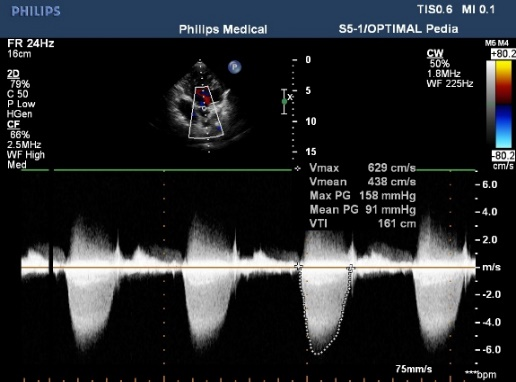 PHILIPS
TIS0.6 MI 0.1
Philips Medical
S5-1/OPTIMAL Pedia
FR 24Hz
16cm
2D
79%
C 50
P Low
HGen
CF
66%
2.5MHz
WF High
Med
P
0
X
5
10
15
CW
50%
1.8MHz
WF 225Hz
M5 M4
+80.2
-80.2
cm/s
Vmax 629 cm/s
Vmean 438 cm/s
Max PG 158 mmHg
Mean PG 91 mmHg
VTI 161 cm
6.0
4.0
2.0
m/s
-2.0
-4.0
-6.0
75mm/s
***bpm